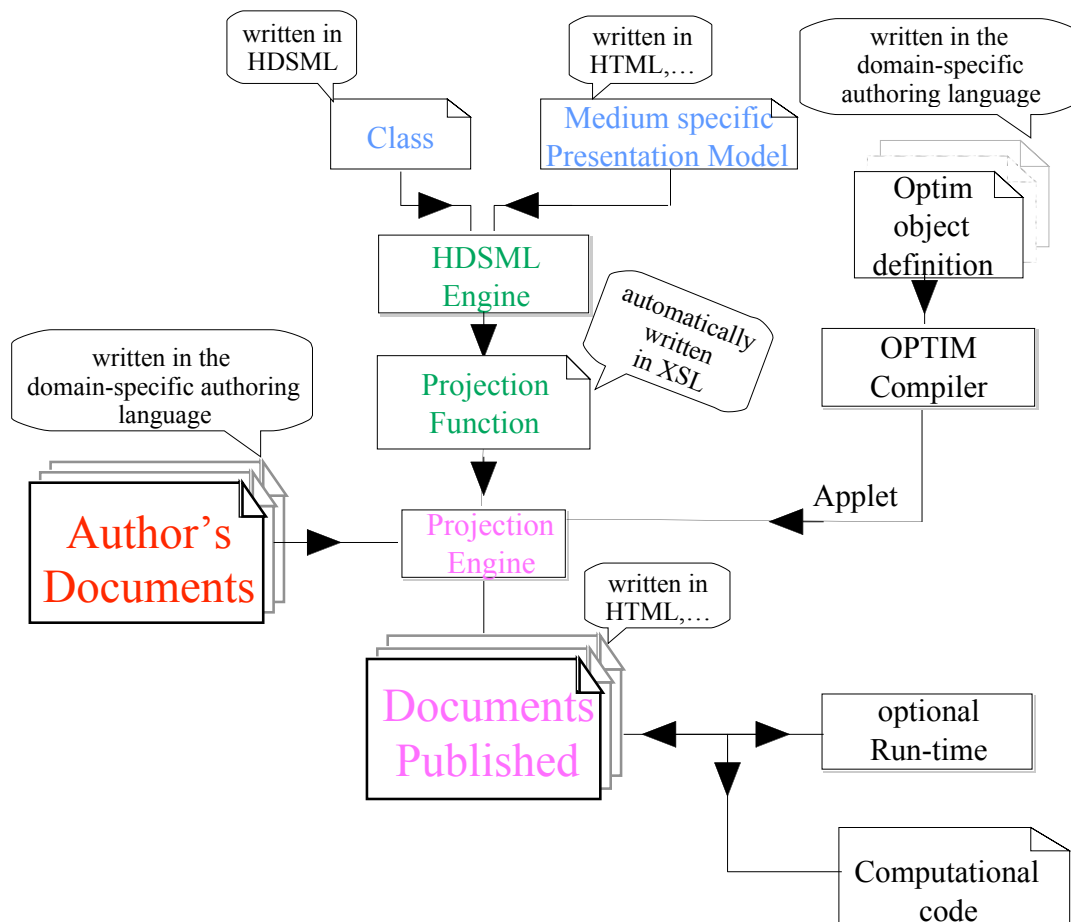 written in
HDSML
written in
HTML,…
written in the
domain-specific
authoring language
Class
Medium specific
Presentation Model
Optim
object
definition
HDSML
Engine
automatically
written
in XSL
OPTIM
Compiler
written in the
domain-specific authoring
language
Projection
Function
Applet
Author’s
Documents
Projection
Engine
written in
HTML,…
Documents
Published
optional
Run-time
Computational
code